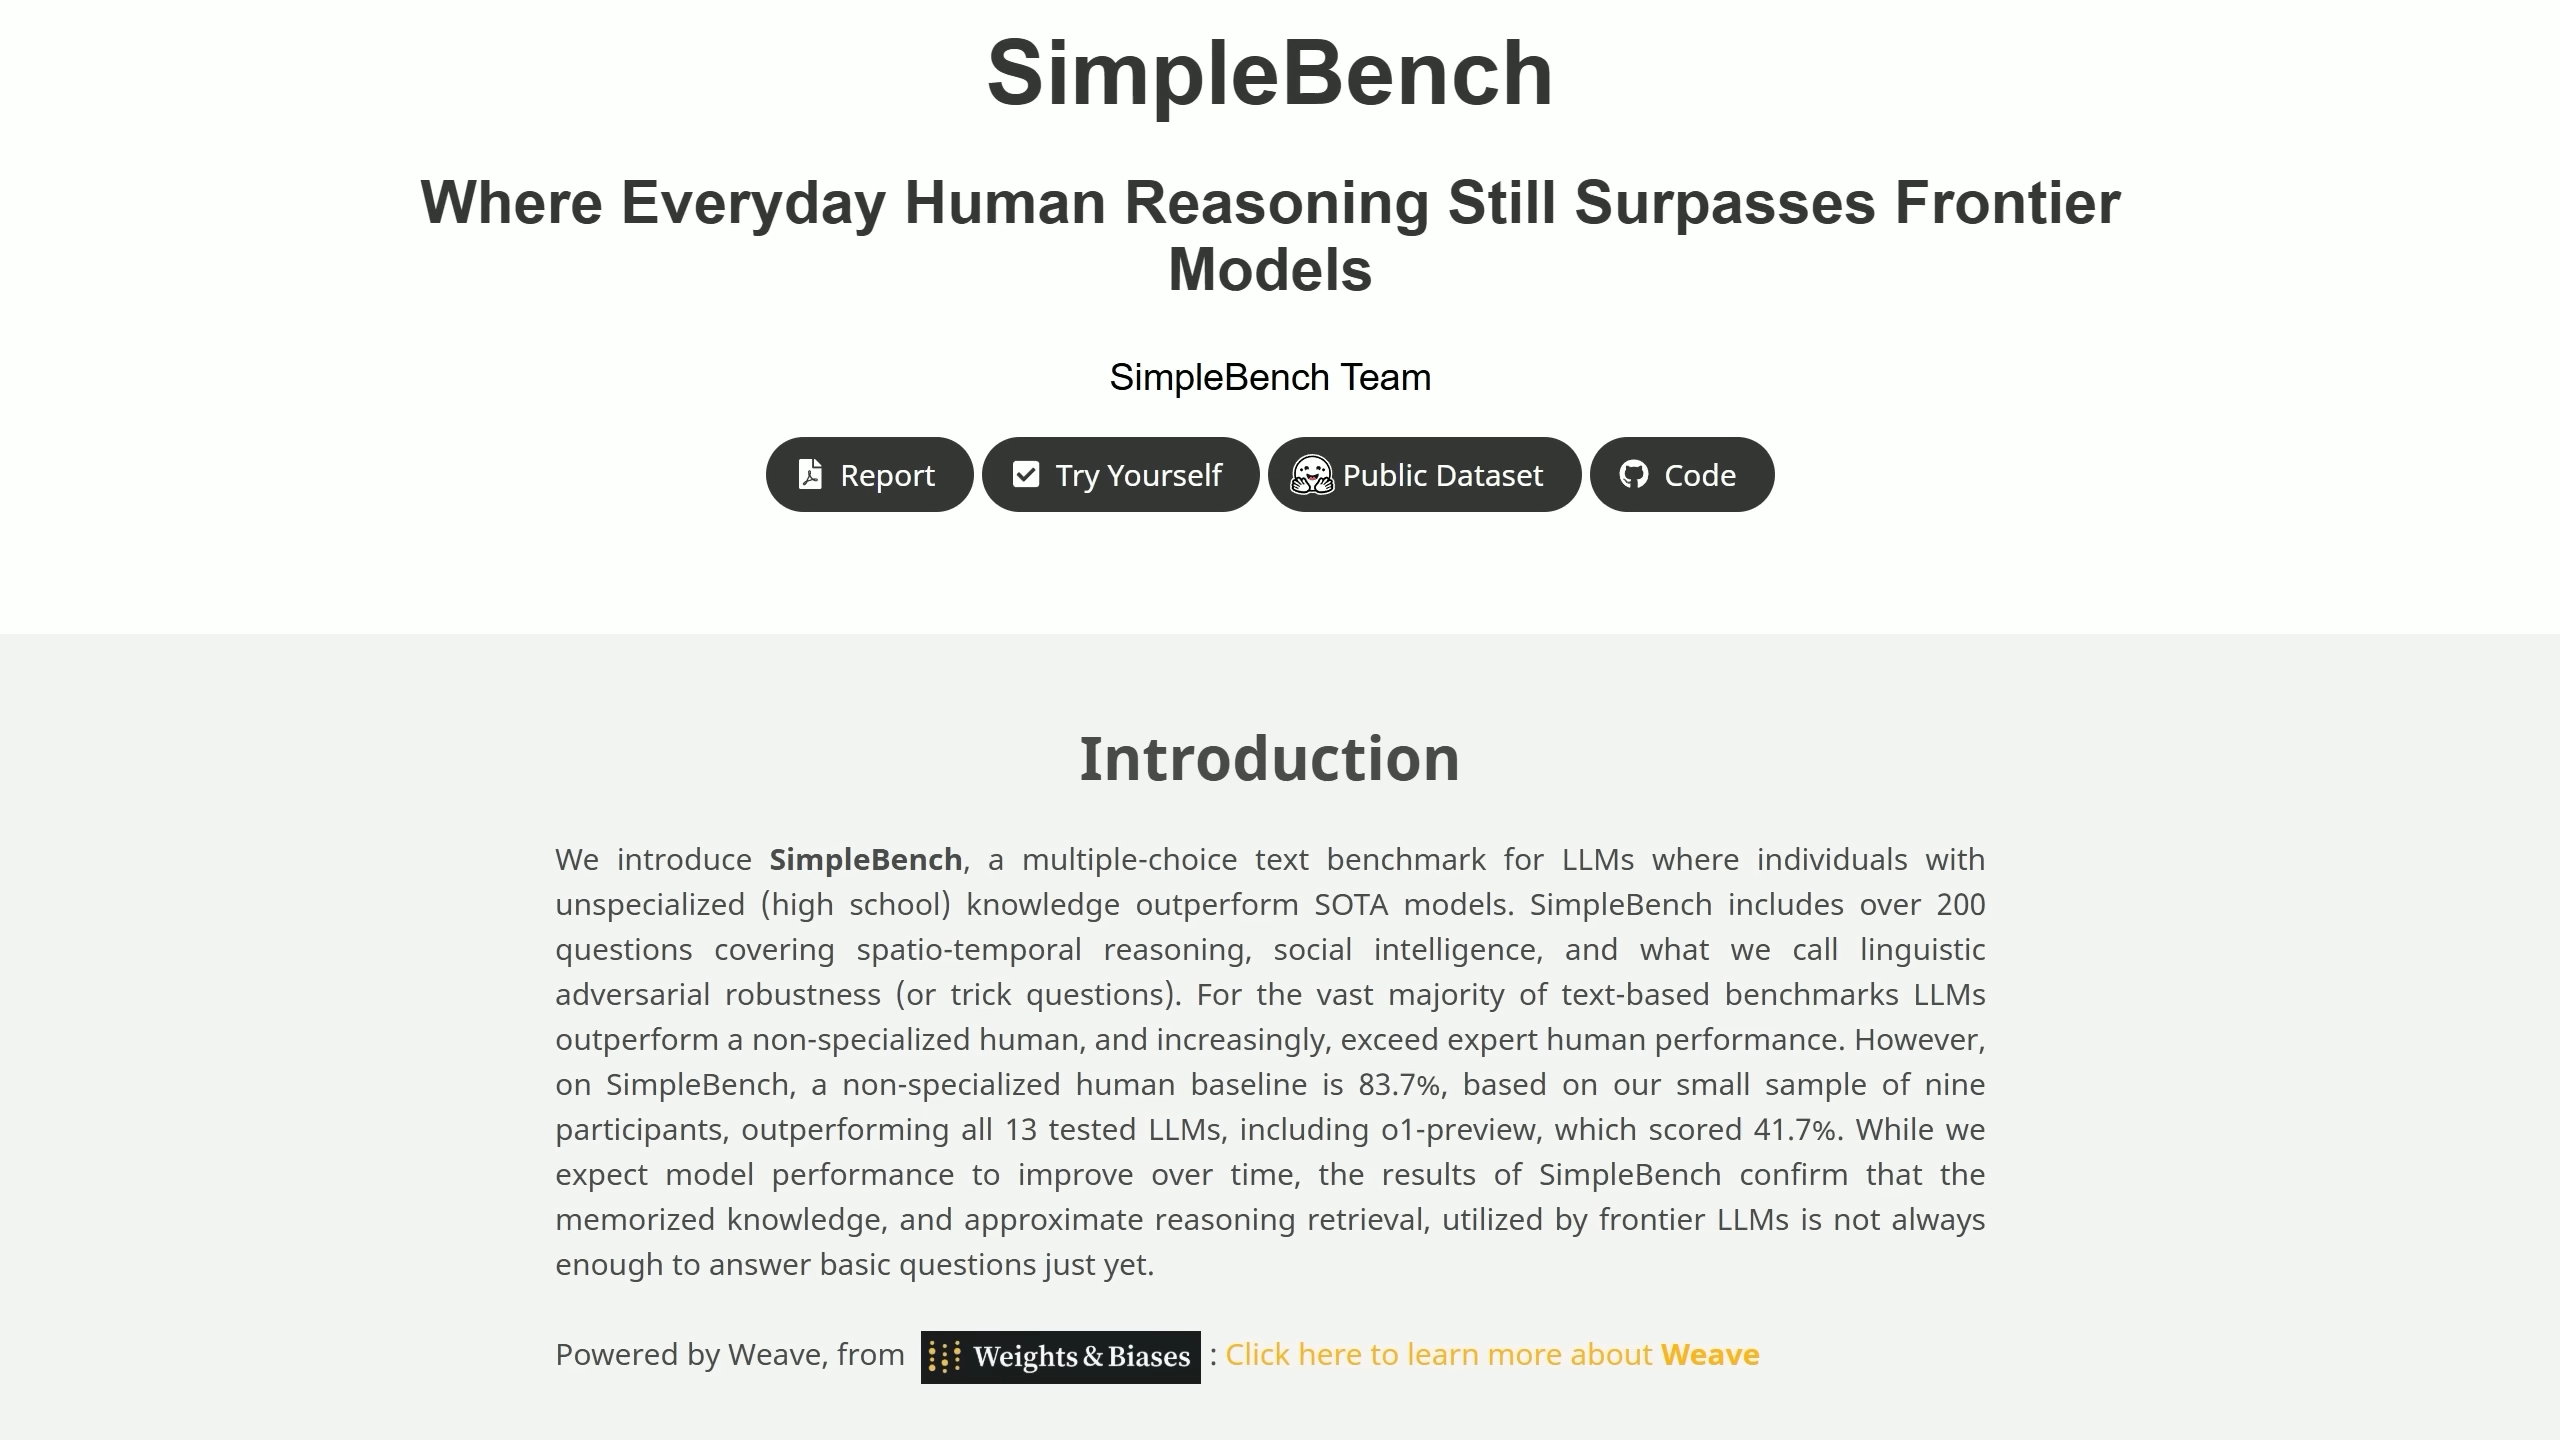 SimpleBench
Where Everyday Human Reasoning Still Surpasses Frontier
Models
SimpleBench Team
Report
Try Yourself
Public Dataset
Code
Introduction
We introduce SimpleBench, a multiple-choice text benchmark for LLMs where individuals with
unspecialized (high school) knowledge outperform SOTA models. SimpleBench includes over 200
questions covering spatio-temporal reasoning, social intelligence, and what we call linguistic
adversarial robustness (or trick questions). For the vast majority of text-based benchmarks LLMs
outperform a non-specialized human, and increasingly, exceed expert human performance. However,
on SimpleBench, a non-specialized human baseline is 83.7%, based on our small sample of nine
participants, outperforming all 13 tested LLMs, including o1-preview, which scored 41.7%. While we
expect model performance to improve over time, the results of SimpleBench confirm that the
memorized knowledge, and approximate reasoning retrieval, utilized by frontier LLMs is not always
enough to answer basic questions just yet.
Powered by Weave, from Weights & Biases : Click here to learn more about Weave